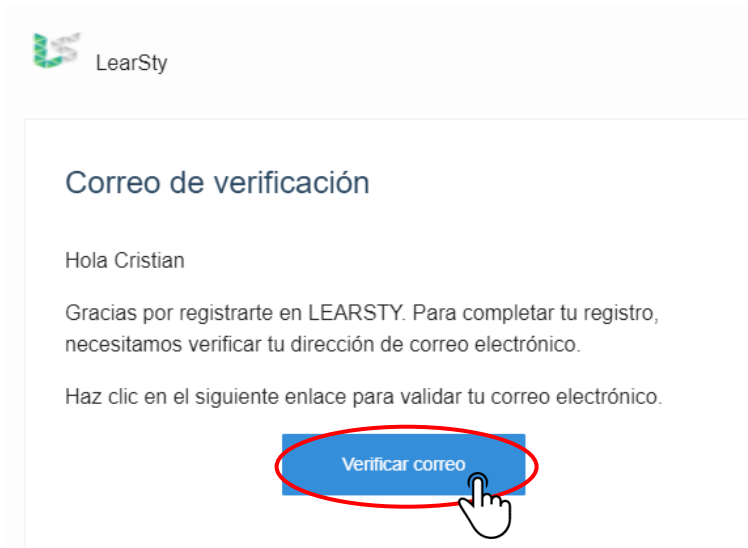 LearSty
Correo de verificación
Hola Cristian
Gracias por registrarte en LEARSTY. Para completar tu registro,
necesitamos verificar tu dirección de correo electrónico.
Haz clic en el siguiente enlace para validar tu correo electrónico.
Verificar correo